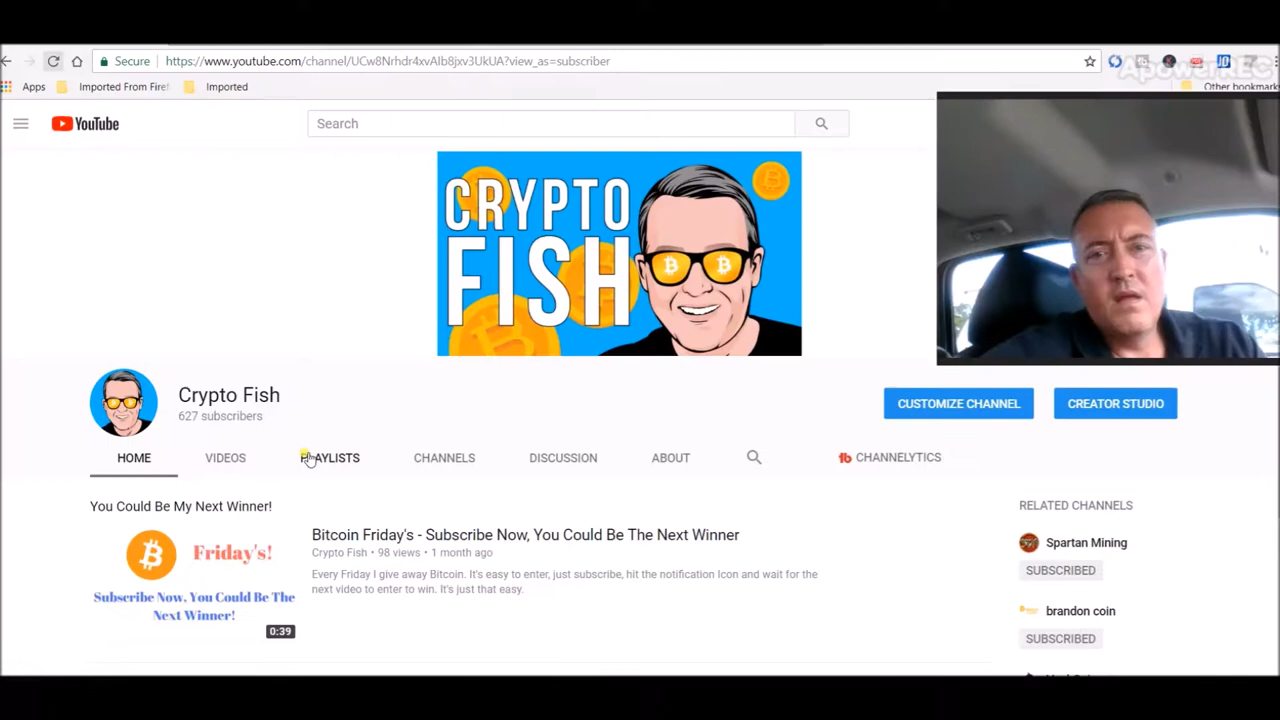 Secure
https://www.youtube.com/channel/UCw8Nrhdr4xvAIb8jxv3UkUA?view_as=subscriber
ApowerREC
Apps
Imported From Firef
Imported
Other bookmarks
YouTube
Search
CRYPTO
FISH
Crypto Fish
627 subscribers
CUSTOMIZE CHANNEL
CREATOR STUDIO
HOME
VIDEOS
PLAYLISTS
CHANNELS
DISCUSSION
ABOUT
CHANNELYTICS
You Could Be My Next Winner!
Friday's!
Subscribe Now, You Could Be The
Next Winner!
0:39
Bitcoin Friday's - Subscribe Now, You Could Be The Next Winner
Crypto Fish • 98 views • 1 month ago
Every Friday I give away Bitcoin. It's easy to enter, just subscribe, hit the notification Icon and wait for the
next video to enter to win. It's just that easy.
RELATED CHANNELS
Spartan Mining
SUBSCRIBED
brandon coin
SUBSCRIBED